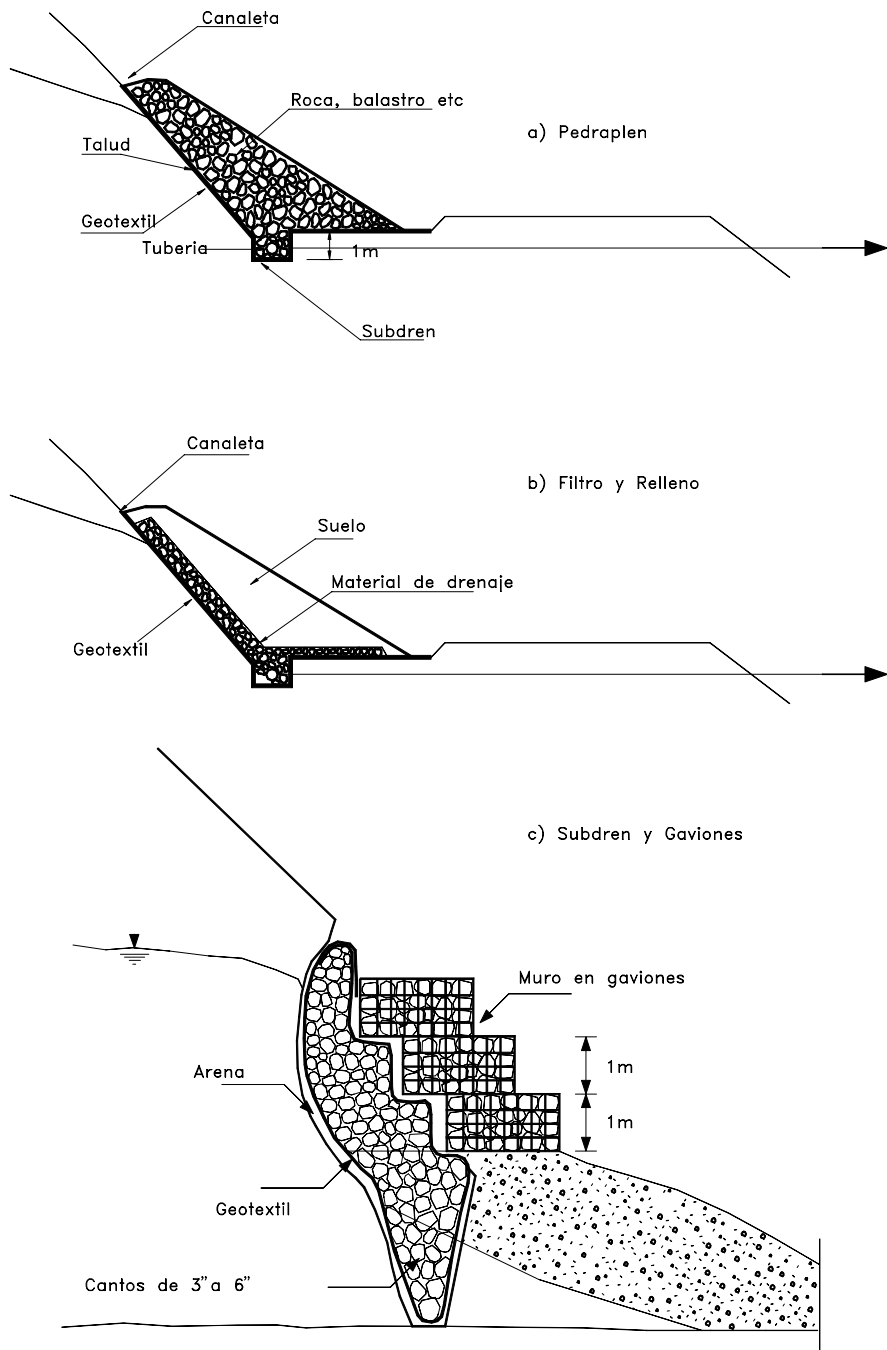 Canaleta
Roca, balastro etc
a) Pedraplen
Talud
Geotextil
Tuberia
1m
Subdren
Canaleta
b) Filtro y Relleno
Suelo
Material de drenaje
Geotextil
c) Subdren y Gaviones
Muro en gaviones
Arena
1m
1m
Geotextil
Cantos de 3"a 6"